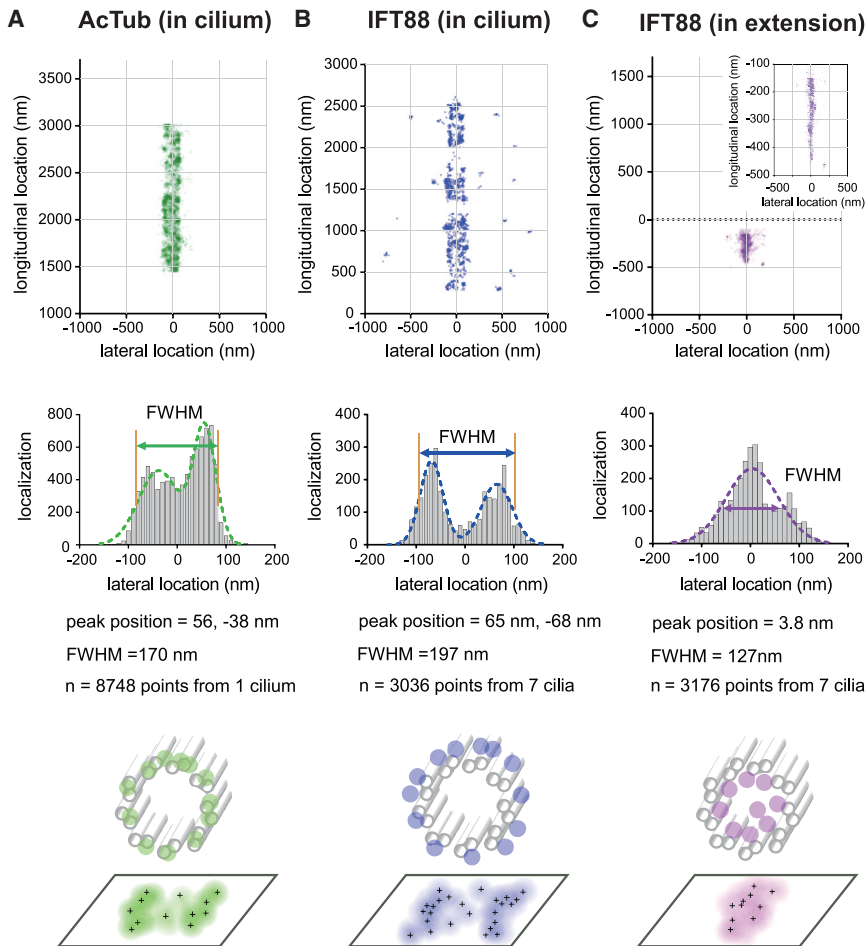 A AcTub (in cilium)
B IFT88 (in cilium)
C IFT88 (in extension)
longitudinal location (nm)
3500
3000
2500
2000
1500
1000
-1000 -500 0 500 1000
lateral location (nm)
longitudinal location (nm)
3000
2500
2000
1500
1000
500
0
-1000 -500 0 500 1000
lateral location (nm)
longitudinal location (nm)
1500
1000
500
0
-500
-1000
-1000 -500 0 500 1000
lateral location (nm)
longitudinal location (nm)
-100
-200
-300
-400
-500
-500 0 500
lateral location (nm)
localization
800
600
400
200
0
FWHM
-200 -100 0 100 200
lateral location (nm)
400
300
200
100
0
FWHM
-200 -100 0 100 200
lateral location (nm)
400
300
200
100
0
FWHM
-200 -100 0 100 200
lateral location (nm)
peak position = 56, -38 nm
FWHM =170 nm
n = 8748 points from 1 cilium
peak position = 65 nm, -68 nm
FWHM = 197 nm
n = 3036 points from 7 cilia
peak position = 3.8 nm
FWHM = 127nm
n = 3176 points from 7 cilia